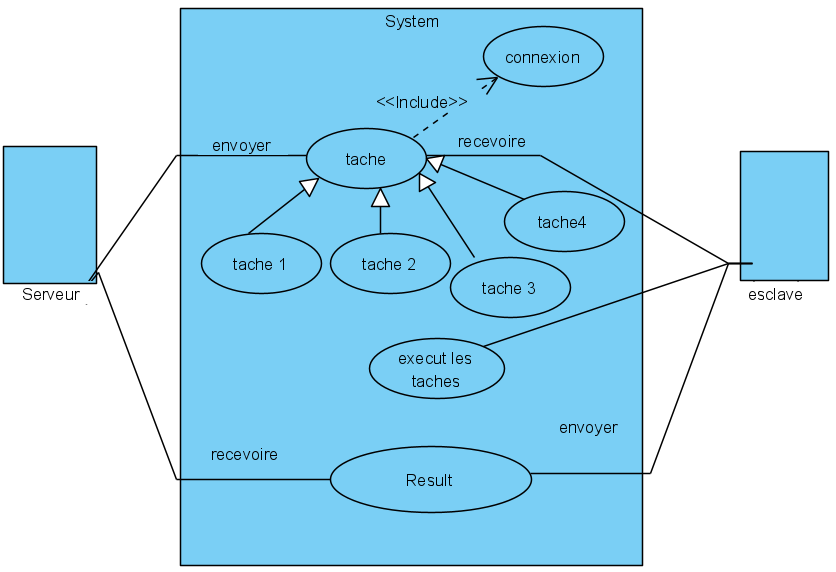 System
connexion
<<Include>>
envoyer
recevoire
tache
tache4
tache 1
tache 2
tache 3
Serveur
esclave
execut les
taches
envoyer
recevoire
Result